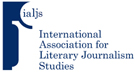 ialjs
International
Association for
Literary Journalism
Studies